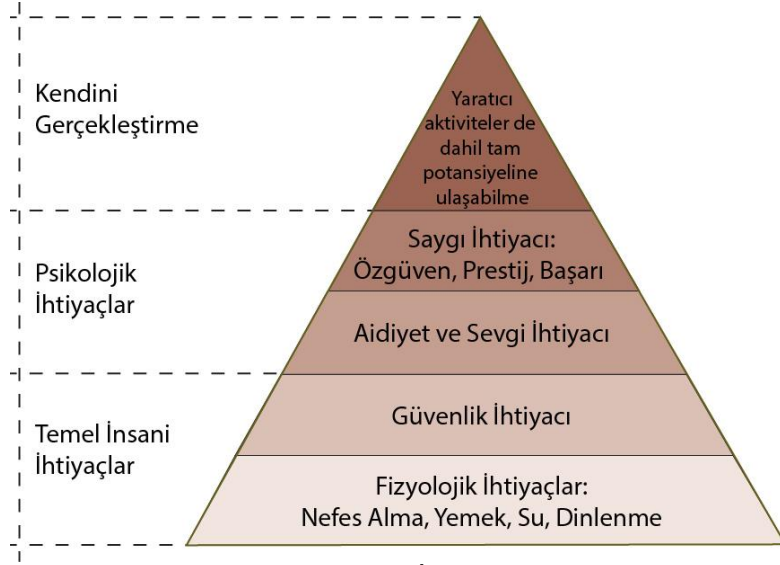 Kendini
Gerçekleştirme
Yaratıcı
aktiviteler de
dahil tam
potansiyeline
ulaşabilme
Psikolojik
İhtiyaçlar
Saygı İhtiyacı:
Özgüven, Prestij, Başarı
Aidiyet ve Sevgi İhtiyacı
Temel İnsani
İhtiyaçlar
Güvenlik İhtiyacı
Fizyolojik İhtiyaçlar:
Nefes Alma, Yemek, Su, Dinlenme